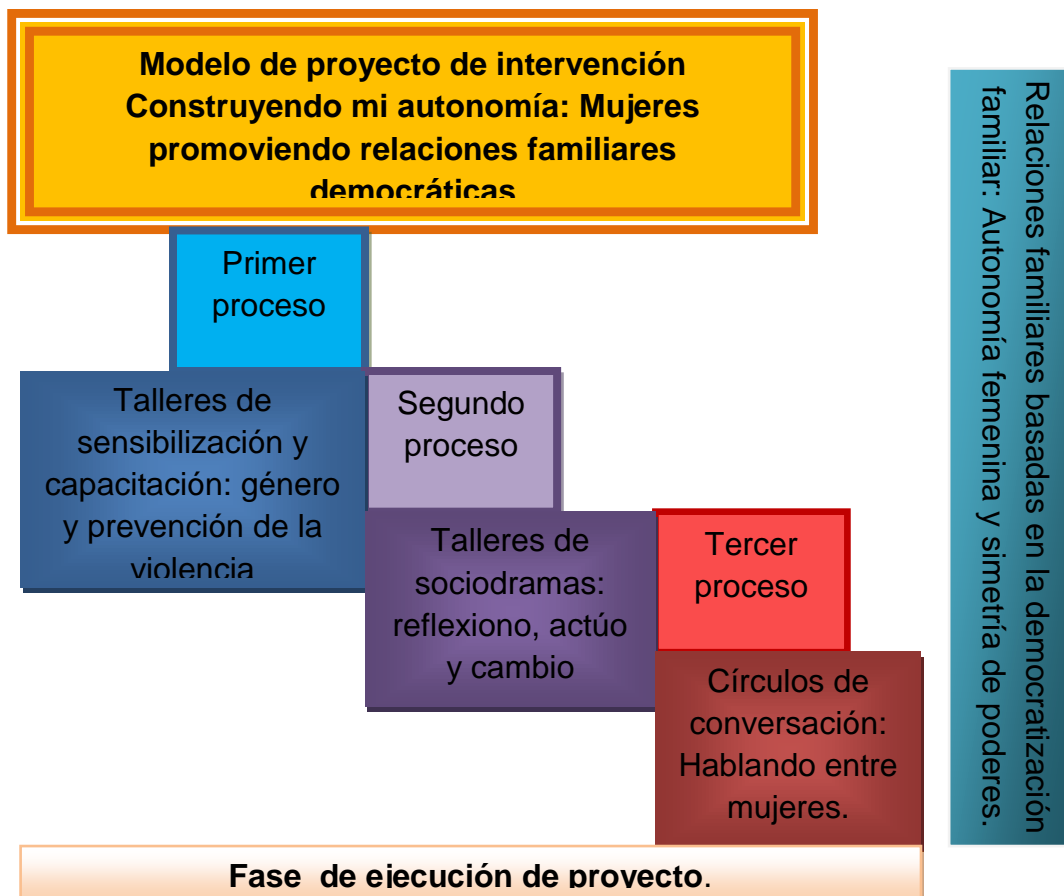 Modelo de proyecto de intervención
Construyendo mi autonomía: Mujeres
promoviendo relaciones familiares
democráticas
Primer
proceso
Talleres de
sensibilización y
capacitación: género
y prevención de la
violencia
Segundo
proceso
Talleres de
sociodramas:
reflexiono, actúo
y cambio
Tercer
proceso
Círculos de
conversación:
Hablando entre
mujeres.
Relaciones familiares basadas en la democratización
familiar: Autonomía femenina y simetría de poderes.
Fase  de ejecución de proyecto.